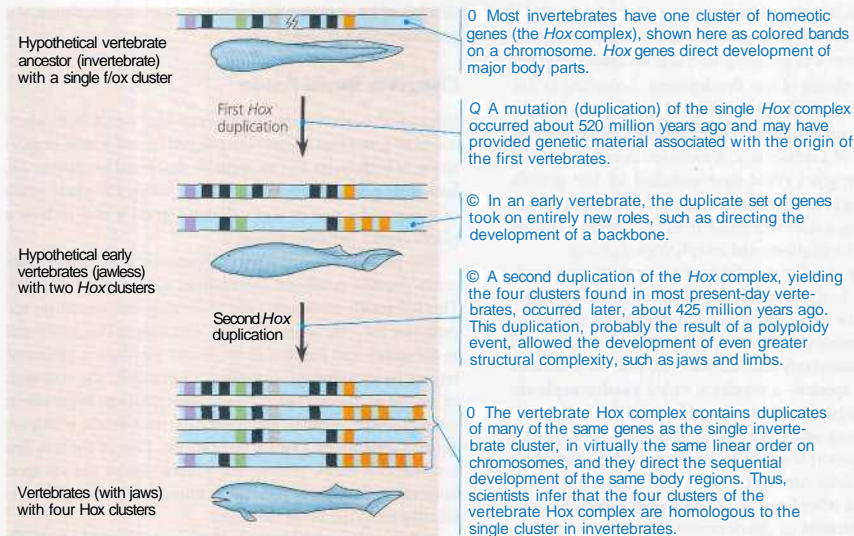 Hypothetical vertebrate
ancestor (invertebrate)
with a single f/ox cluster
0 Most invertebrates have one cluster of homeotic
genes (the Hox complex), shown here as colored bands
on a chromosome. Hox genes direct development of
major body parts.
First Hox
duplication
Q A mutation (duplication) of the single Hox complex
occurred about 520 million years ago and may have
provided genetic material associated with the origin of
the first vertebrates.
© In an early vertebrate, the duplicate set of genes
took on entirely new roles, such as directing the
development of a backbone.
Hypothetical early
vertebrates (jawless)
with two Hox clusters
Second Hox
duplication
© A second duplication of the Hox complex, yielding
the four clusters found in most present-day verte-
brates, occurred later, about 425 million years ago.
This duplication, probably the result of a polyploidy
event, allowed the development of even greater
structural complexity, such as jaws and limbs.
0 The vertebrate Hox complex contains duplicates
of many of the same genes as the single inverte-
brate cluster, in virtually the same linear order on
chromosomes, and they direct the sequential
development of the same body regions. Thus,
scientists infer that the four clusters of the
vertebrate Hox complex are homologous to the
single cluster in invertebrates.
Vertebrates (with jaws)
with four Hox clusters